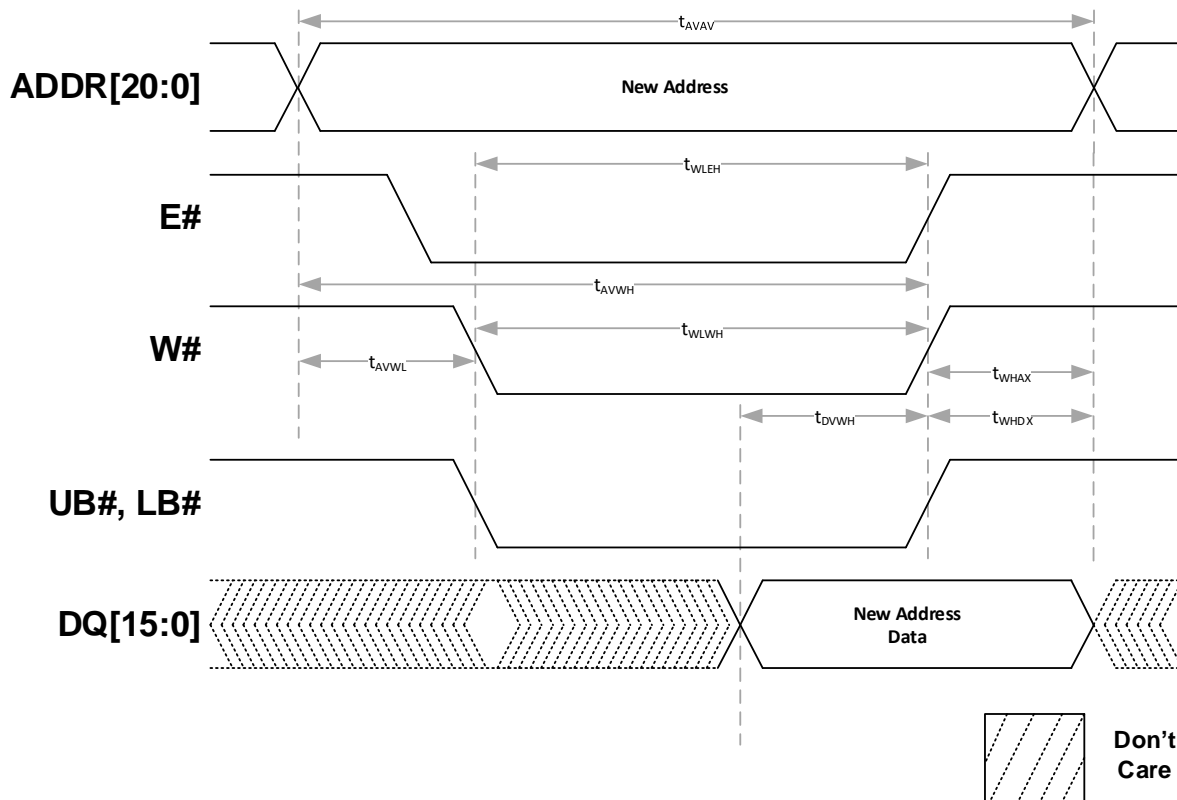 tAVAV
ADDR[20:0]
New Address
tWLEH
E#
tAVWH
W#
tWLWH
tAVWL
tWHAX
tDVWH
tWHDX
UB#, LB#
DQ[15:0]
New Address
Data
Don't
Care